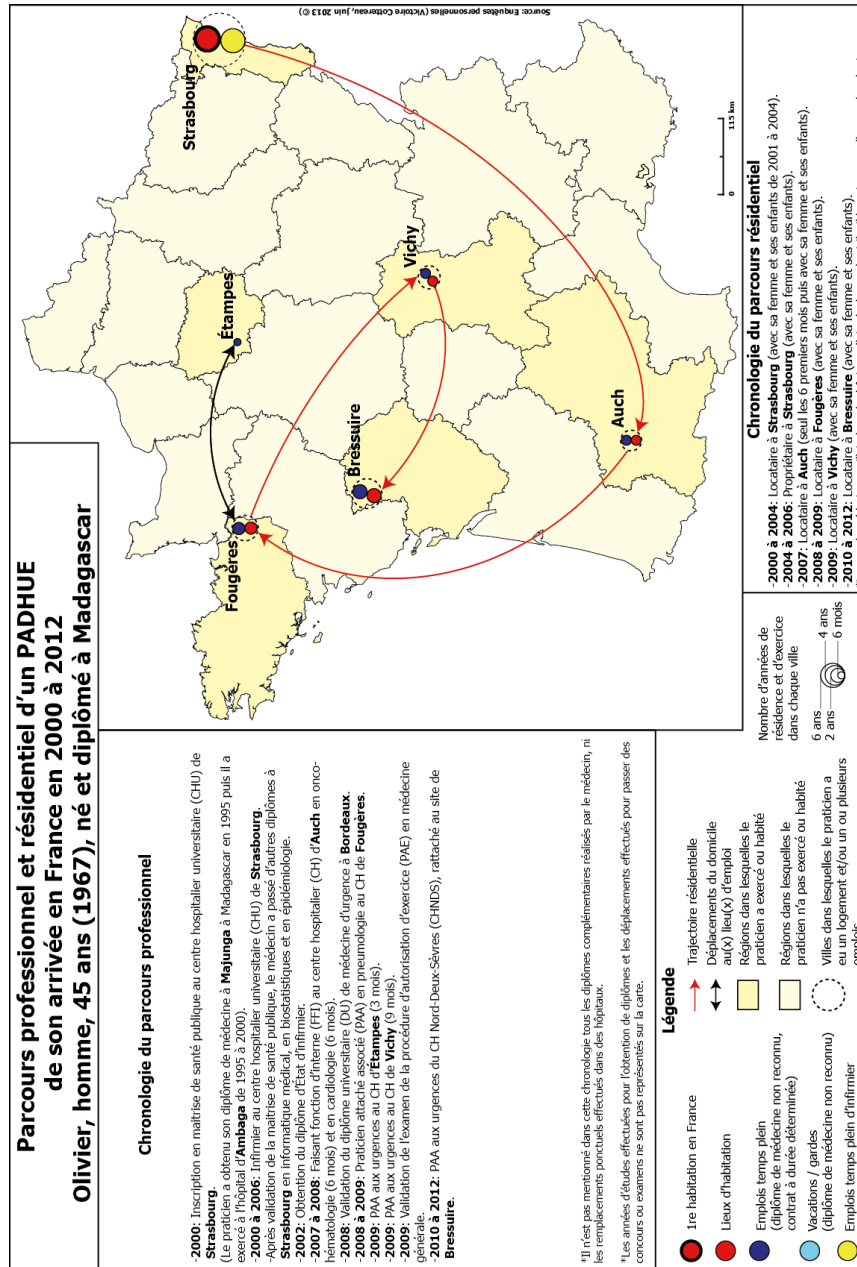 Parcours professionnel et résidentiel d'un PADHUE
de son arrivée en France en 2000 à 2012
Olivier, homme, 45 ans (1967), né et diplômé à Madagascar
Chronologie du parcours professionnel
-2000: Inscription en maîtrise de santé publique au centre hospitalier universitaire (CHU) de
Strasbourg.
(Le praticien a obtenu son diplôme de médecine à Majunga à Madagascar en 1995 puis il a
exercé à l'hôpital d'Ambaga de 1995 à 2000).
-2000 à 2006: Infirmier au centre hospitalier universitaire (CHU) de Strasbourg.
-Après validation de la maîtrise de santé publique, le médecin a passé d'autres diplômes à
Strasbourg en informatique médical, en biostatistiques et en épidémiologie.
-2002: Obtention du diplôme d'État d'infirmier.
-2007 à 2008: Faisant fonction d'interne (FFI) au centre hospitalier (CH) d'Auch en onco-
hématologie (6 mois) et en cardiologie (6 mois).
-2008: Validation du diplôme universitaire (DU) de médecine d'urgence à Bordeaux.
-2008 à 2009: Praticien attaché associé (PAA) en pneumologie au CH de Fougères.
-2009: PAA aux urgences au CH d'Étampes (3 mois).
-2009: PAA aux urgences au CH de Vichy (9 mois).
-2009: Validation de l'examen de la procédure d'autorisation d'exercice (PAE) en médecine
générale.
-2010 à 2012: PAA aux urgences du CH Nord-Deux-Sèvres (CHNDS), rattaché au site de
Bressuire.
*Il n'est pas mentionné dans cette chronologie tous les diplômes complémentaires réalisés par le médecin, ni
les remplacements ponctuels effectués dans des hôpitaux.
*Les années d'études effectuées pour l'obtention de diplômes et les déplacements effectués pour passer des
concours ou examens ne sont pas représentés sur la carte.
Strasbourg
Étampes
Fougères
Vichy
Bressuire
Auch
0
115 km
Source: Enquêtes personnelles (Victoire Cottereau, juin 2013 ©)
Légende
1re habitation en France
Lieux d'habitation
Emplois temps plein
(diplôme de médecine non reconnu,
contrat à durée déterminée)
Vacations / gardes
(diplôme de médecine non reconnu)
Emplois temps plein d'infirmier
Trajectoire résidentielle
Déplacements du domicile
au(x) lieu(x) d'emploi
Régions dans lesquelles le
praticien a exercé ou habité
Régions dans lesquelles le
praticien n'a pas exercé ou habité
Villes dans lesquelles le praticien a
eu un logement et/ou un ou plusieurs
emplois
Nombre d'années de
résidence et d'exercice
dans chaque ville
6 ans
2 ans
4 ans
6 mois
Chronologie du parcours résidentiel
-2000 à 2004: Locataire à Strasbourg (avec sa femme et ses enfants de 2001 à 2004).
-2004 à 2006: Propriétaire à Strasbourg (avec sa femme et ses enfants).
-2007: Locataire à Auch (seul les 6 premiers mois puis avec sa femme et ses enfants).
-2008 à 2009: Locataire à Fougères (avec sa femme et ses enfants).
-2009: Locataire à Vichy (avec sa femme et ses enfants).
-2010 à 2012: Locataire à Bressuire (avec sa femme et ses enfants).